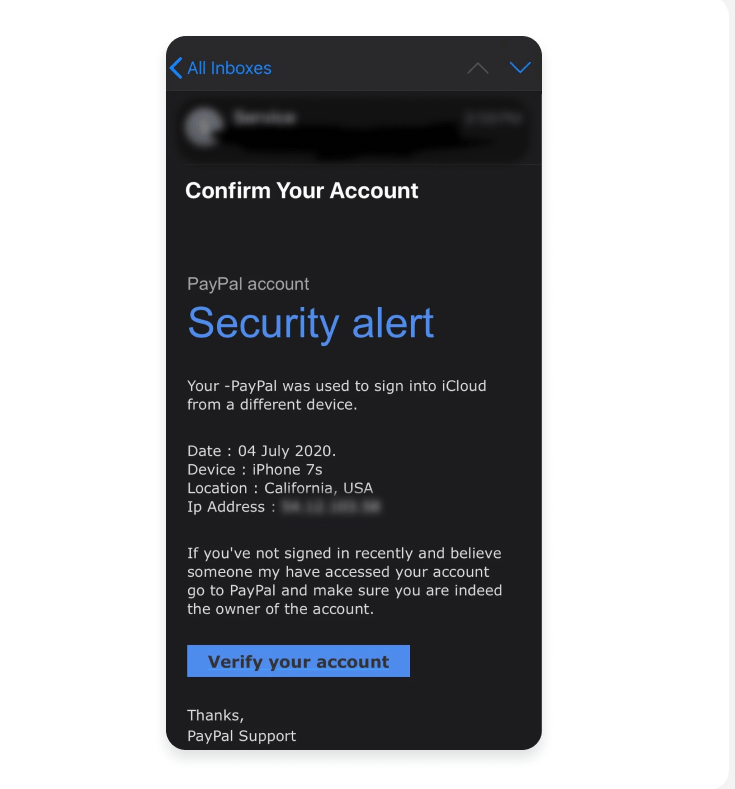 All Inboxes
Service
Confirm Your Account
PayPal account
Security alert
Your -PayPal was used to sign into iCloud
from a different device.
Date : 04 July 2020.
Device : iPhone 7s
Location : California, USA
Ip Address :
If you've not signed in recently and believe
someone my have accessed your account
go to PayPal and make sure you are indeed
the owner of the account.
Verify your account
Thanks,
PayPal Support